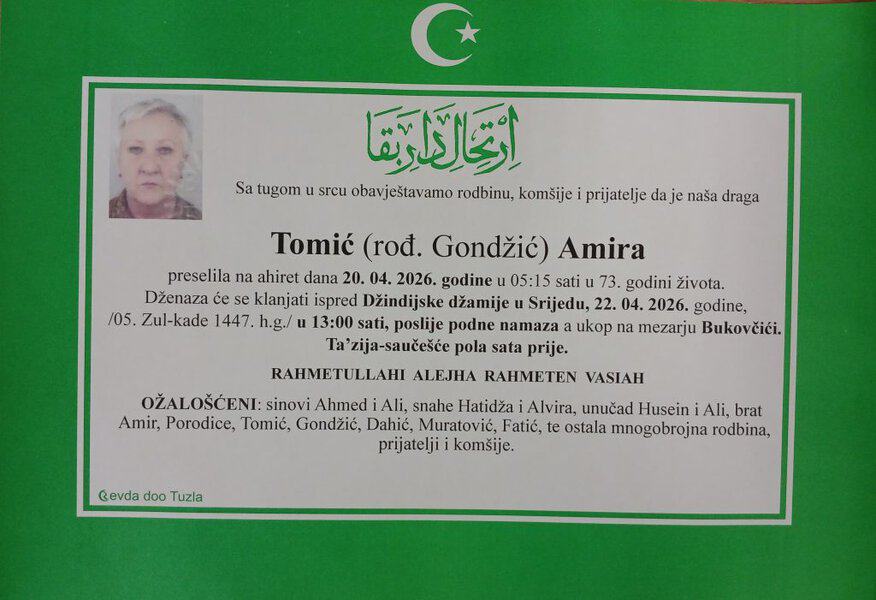 اِرْتِحَالِ دَارِ بَقَا
Sa tugom u srcu obavještavamo rodbinu, komšije i prijatelje da je naša draga
Tomić (rođ. Gondžić) Amira
preselila na ahiret dana 20. 04. 2026. godine u 05:15 sati u 73. godini života.
Dženaza će se klanjati ispred Džindijske džamije u Srijedu, 22. 04. 2026. godine,
/05. Zul-kade 1447. h.g./ u 13:00 sati, poslije podne namaza a ukop na mezarju Bukovčići.
Ta’zija-saučešće pola sata prije.
RAHMETULLAHI ALEJHA RAHMETEN VASIAH
OŽALOŠĆENI: sinovi Ahmed i Ali, snahe Hatidža i Alvira, unučad Husein i Ali, brat
Amir, Porodice, Tomić, Gondžić, Dahić, Muratović, Fatić, te ostala mnogobrojna rodbina,
prijatelji i komšije.
evda doo Tuzla